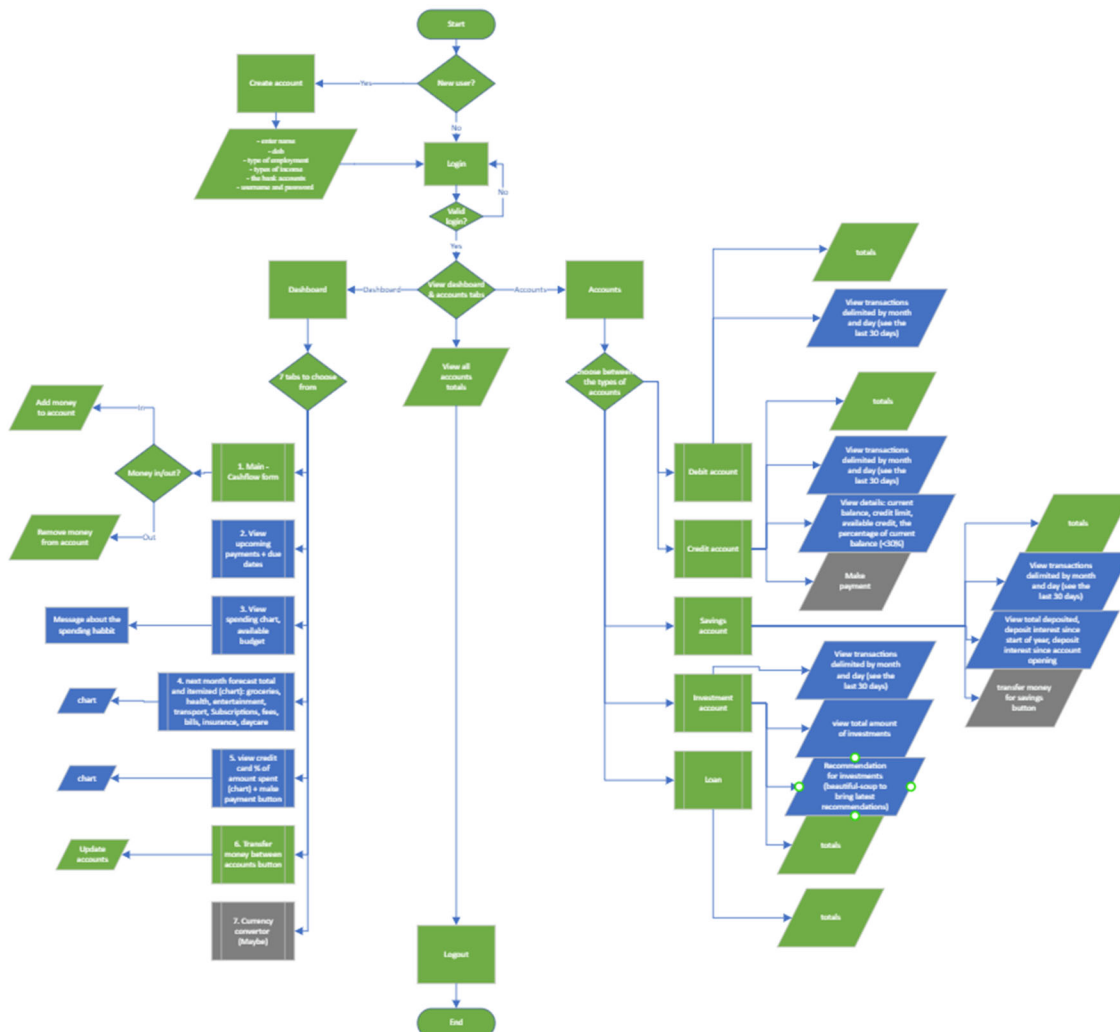 Start
New user?
Yes
Create account
No
- enter name
- dob
- type of employment
- types of income
- the bank accounts
- username and password
Login
No
Valid
login?
Yes
View dashboard
& accounts tabs
Dashboard
Dashboard
Accounts
Accounts
View all
accounts
totals
7 tabs to choose
from
1. Main -
Cashflow form
Money in/out?
In
Add money
to account
Out
Remove money
from account
2. View
upcoming
payments + due
dates
3. View
spending chart,
available
budget
Message about the
spending habbit
4. next month forecast total
and itemized (chart): groceries,
health, entertainment,
transport, Subscriptions, fees,
bills, insurance, daycare
chart
5. view credit
card % of
amount spent
(chart) + make
payment button
chart
6. Transfer
money between
accounts button
Update
accounts
7. Currency
convertor
(Maybe)
choose between
the types of
accounts
Debit account
totals
View transactions
delimited by month
and day (see the
last 30 days)
Credit account
totals
View transactions
delimited by month
and day (see the
last 30 days)
View details: current
balance, credit limit,
available credit, the
percentage of current
balance (<30%)
Make
payment
Savings
account
totals
View transactions
delimited by month
and day (see the
last 30 days)
View total deposited,
deposit interest since
start of year, deposit
interest since account
opening
transfer money
for savings
button
Investment
account
View transactions
delimited by month
and day (see the
last 30 days)
view total amount
of investments
Recommendation
for investments
(beautiful-soup to
bring latest
recommendations)
totals
Loan
totals
Logout
End